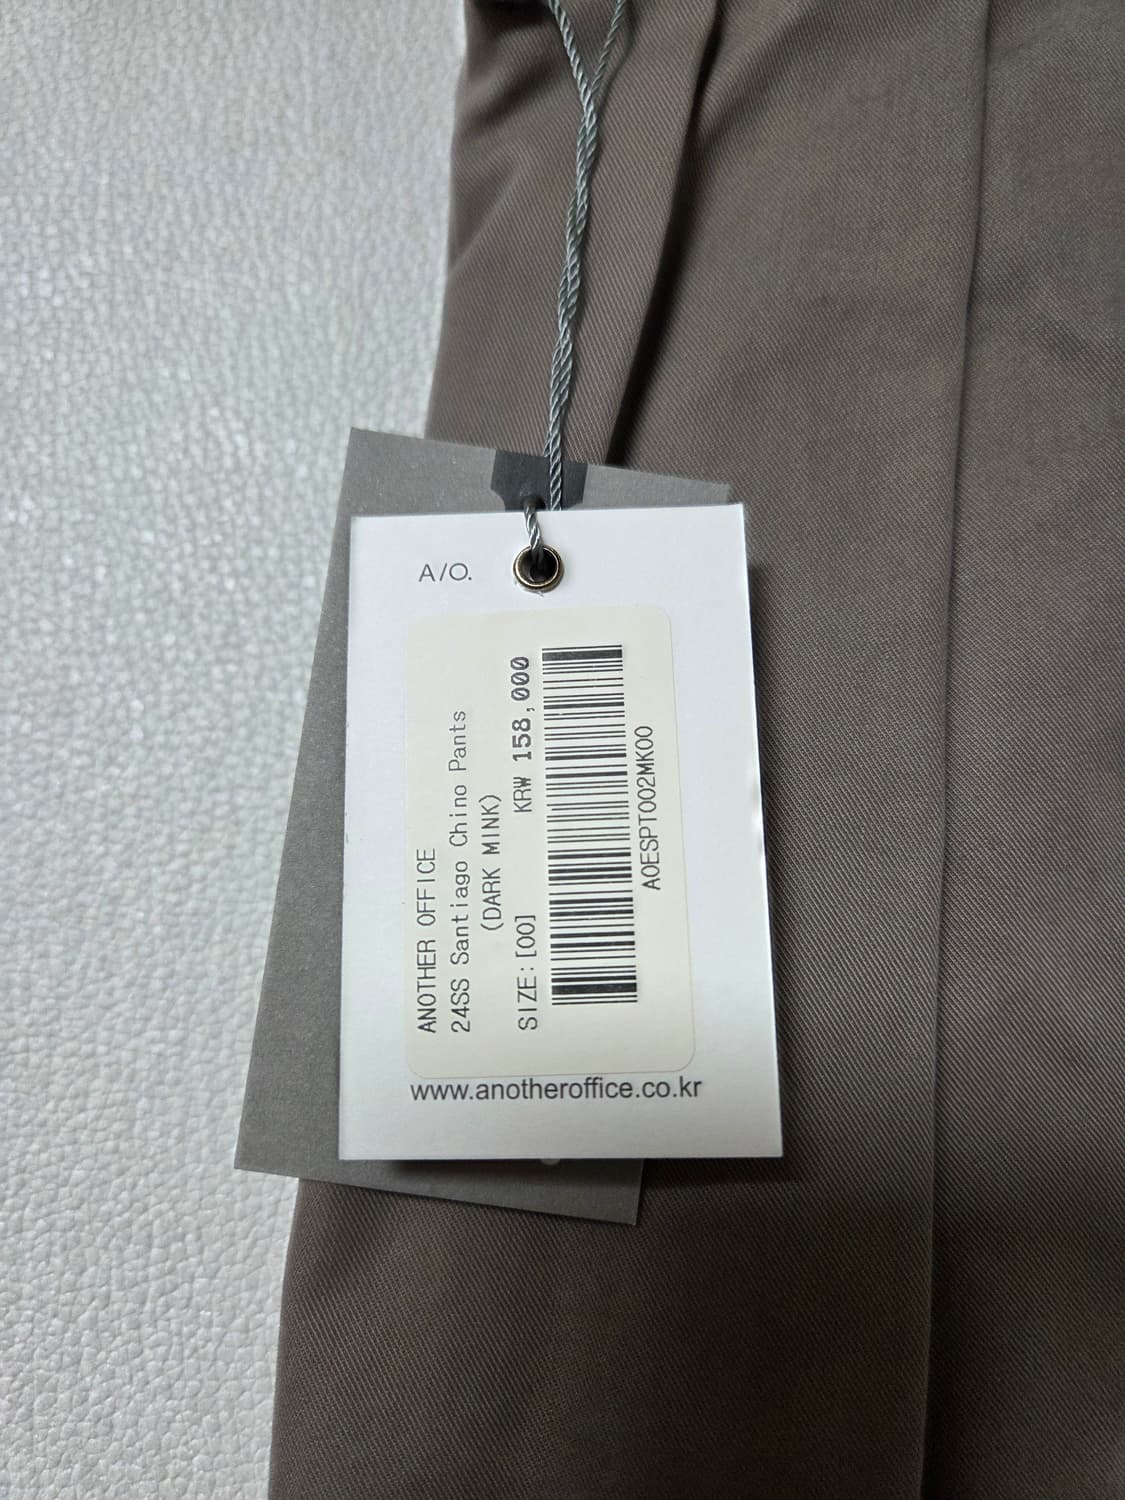 A/O.
ANOTHER OFFICE
24SS Santiago Chino Pants
(DARK MINK)
SIZE:[00] KRW 158,000
AOESPT002MK00
www.anotheroffice.co.kr